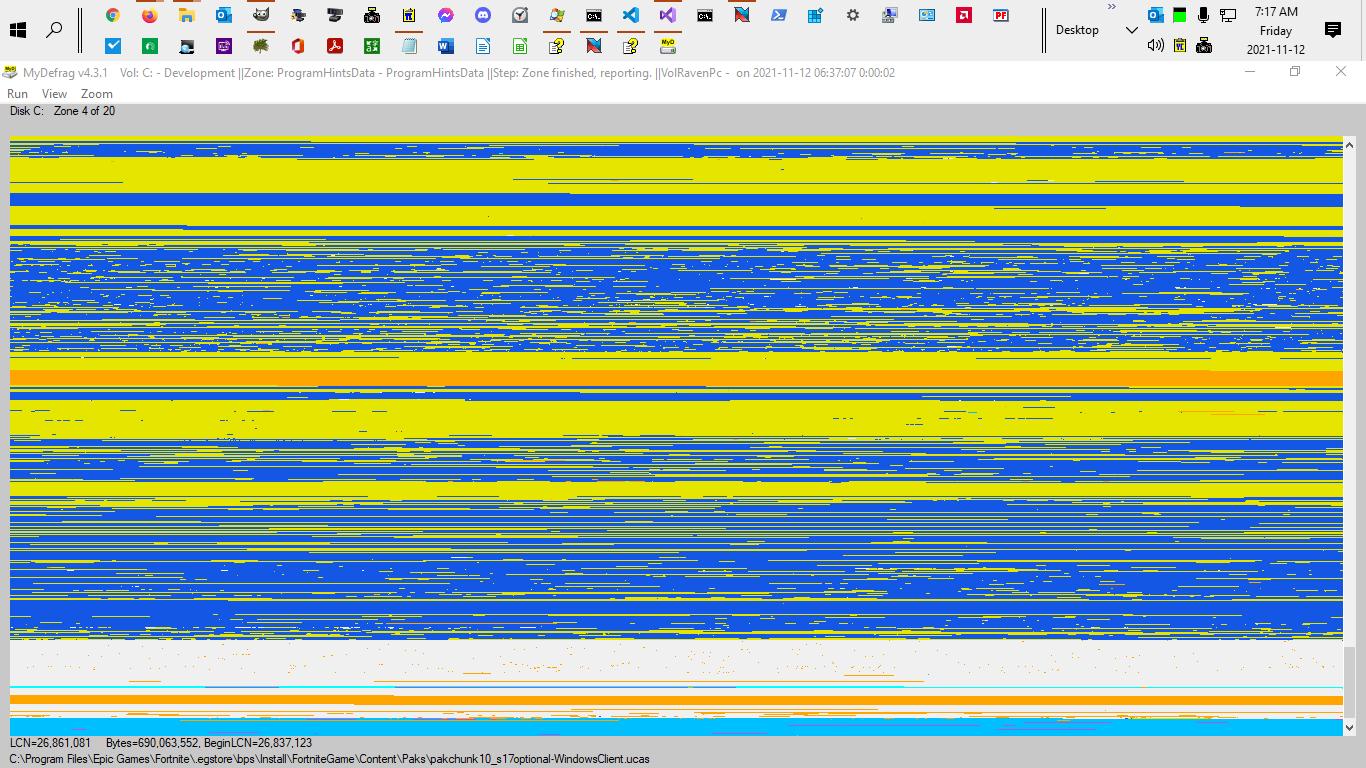 7:17 AM
Friday
2021-11-12
Desktop
MyDefrag v4.3.1 Vol: C: - Development ||Zone: ProgramHintsData - ProgramHintsData ||Step: Zone finished, reporting. ||VolRavenPc - on 2021-11-12 06:37:07 0:00:02
Run View Zoom
Disk C: Zone 4 of 20
LCN=26,861,081 Bytes=690,063,552, BeginLCN=26,837,123
C:\Program Files\Epic Games\Fortnite\.egstore\bps\Install\FortniteGame\Content\Paks\pakchunk10_s17optional-WindowsClient.ucas